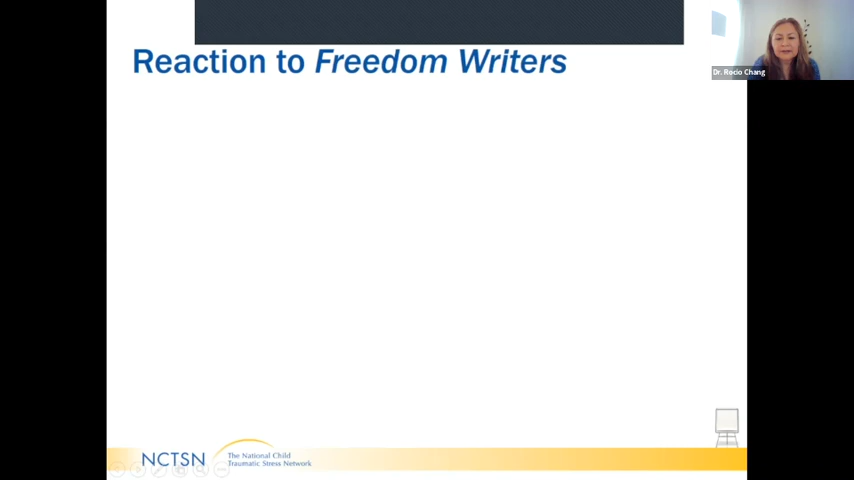 Reaction to Freedom Writers
Dr. Rocio Chang
NCTSN
The National Child
Traumatic Stress Network